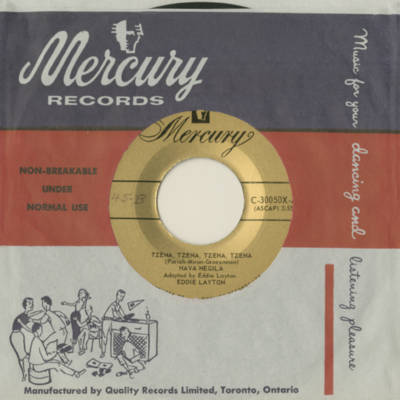 Mercury
RECORDS
Music for your dancing and listening pleasure
NON-BREAKABLE
UNDER
NORMAL USE
Mercury
45-B
C-30050X
(ASCAP)
TZENA, TZENA, TZENA, TZENA
(Parish-Miron-Grossman)
HAVA NEGILA
Adapted by Eddie Layton
EDDIE LAYTON
Manufactured by Quality Records Limited, Toronto, Ontario